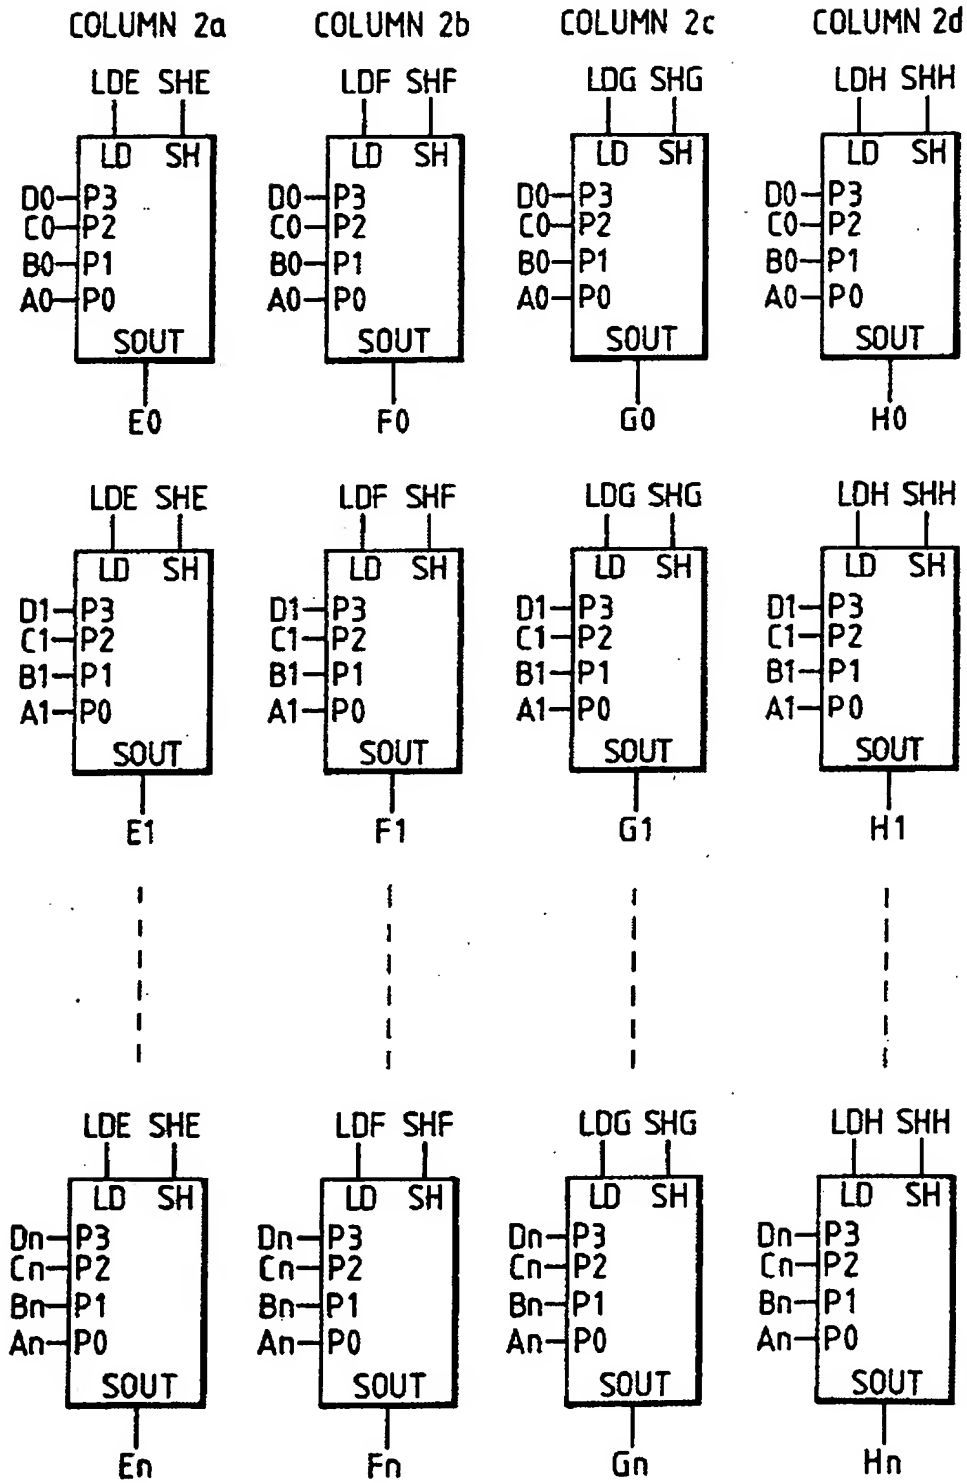 COLUMN 2a COLUMN 2b COLUMN 2c COLUMN 2d
LDE SHE LDF SHF LDG SHG LDH SHH
LD SH LD SH LD SH LD SH
D0 P3 D0 P3 D0 P3 D0 P3
C0 P2 C0 P2 C0 P2 C0 P2
B0 P1 B0 P1 B0 P1 B0 P1
A0 P0 A0 P0 A0 P0 A0 P0
SOUT SOUT SOUT SOUT
E0 F0 G0 H0
LDE SHE LDF SHF LDG SHG LDH SHH
LD SH LD SH LD SH LD SH
D1 P3 D1 P3 D1 P3 D1 P3
C1 P2 C1 P2 C1 P2 C1 P2
B1 P1 B1 P1 B1 P1 B1 P1
A1 P0 A1 P0 A1 P0 A1 P0
SOUT SOUT SOUT SOUT
E1 F1 G1 H1
LDE SHE LDF SHF LDG SHG LDH SHH
LD SH LD SH LD SH LD SH
Dn P3 Dn P3 Dn P3 Dn P3
Cn P2 Cn P2 Cn P2 Cn P2
Bn P1 Bn P1 Bn P1 Bn P1
An P0 An P0 An P0 An P0
SOUT SOUT SOUT SOUT
En Fn Gn Hn